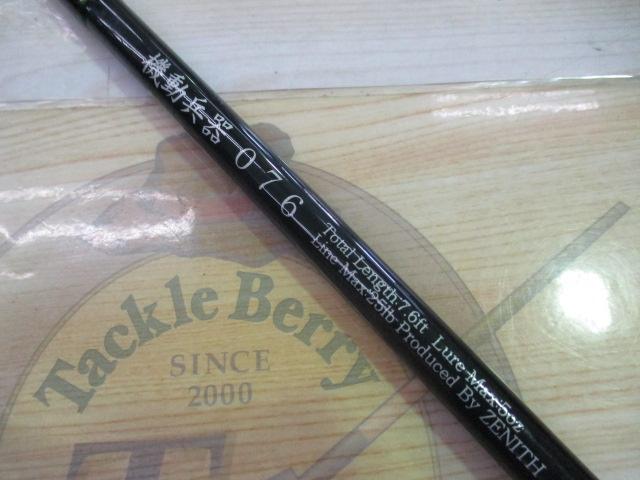 機動兵器 076
Total Length:7.6ft Lure Max:5oz
Line Max:25lb Produced By ZENITH
Tackle Berry
SINCE
2000
T